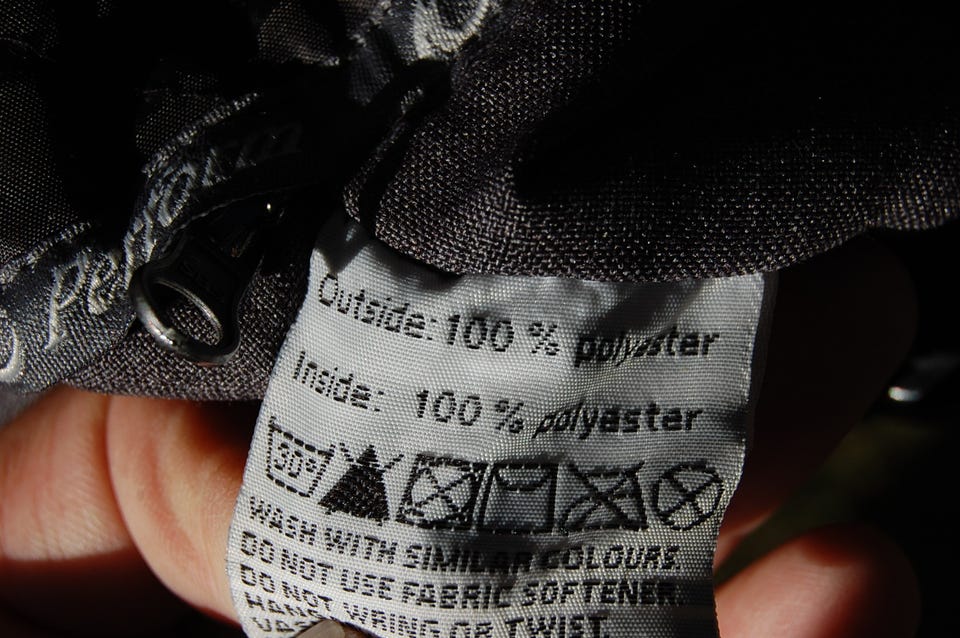 Perform
Outside: 100 % polyester
Inside: 100 % polyester
30°
WASH WITH SIMILAR COLOURS.
DO NOT USE FABRIC SOFTENER.
DO NOT WRING OR TWIST.